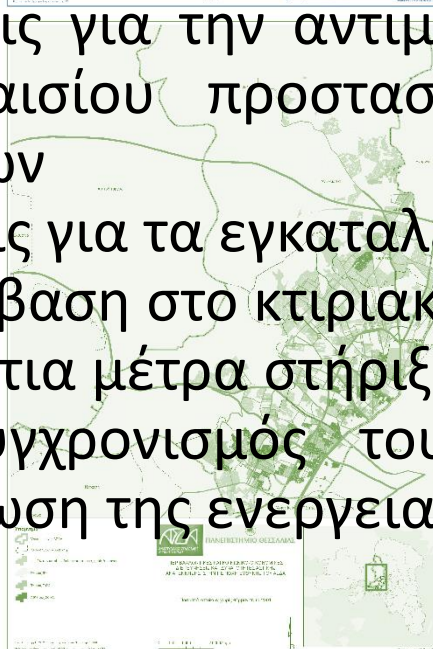 ις για την αντιμ
αισίου προστασ
ων
ις για τα εγκαταλ
βαση στο κτιριακ
τια μέτρα στήριξ
υγχρονισμός του
ωση της ενεργεια
ΠΑΝΕΠΙΣΤΗΜΙΟ ΘΕΣΣΑΛΙΑΣ